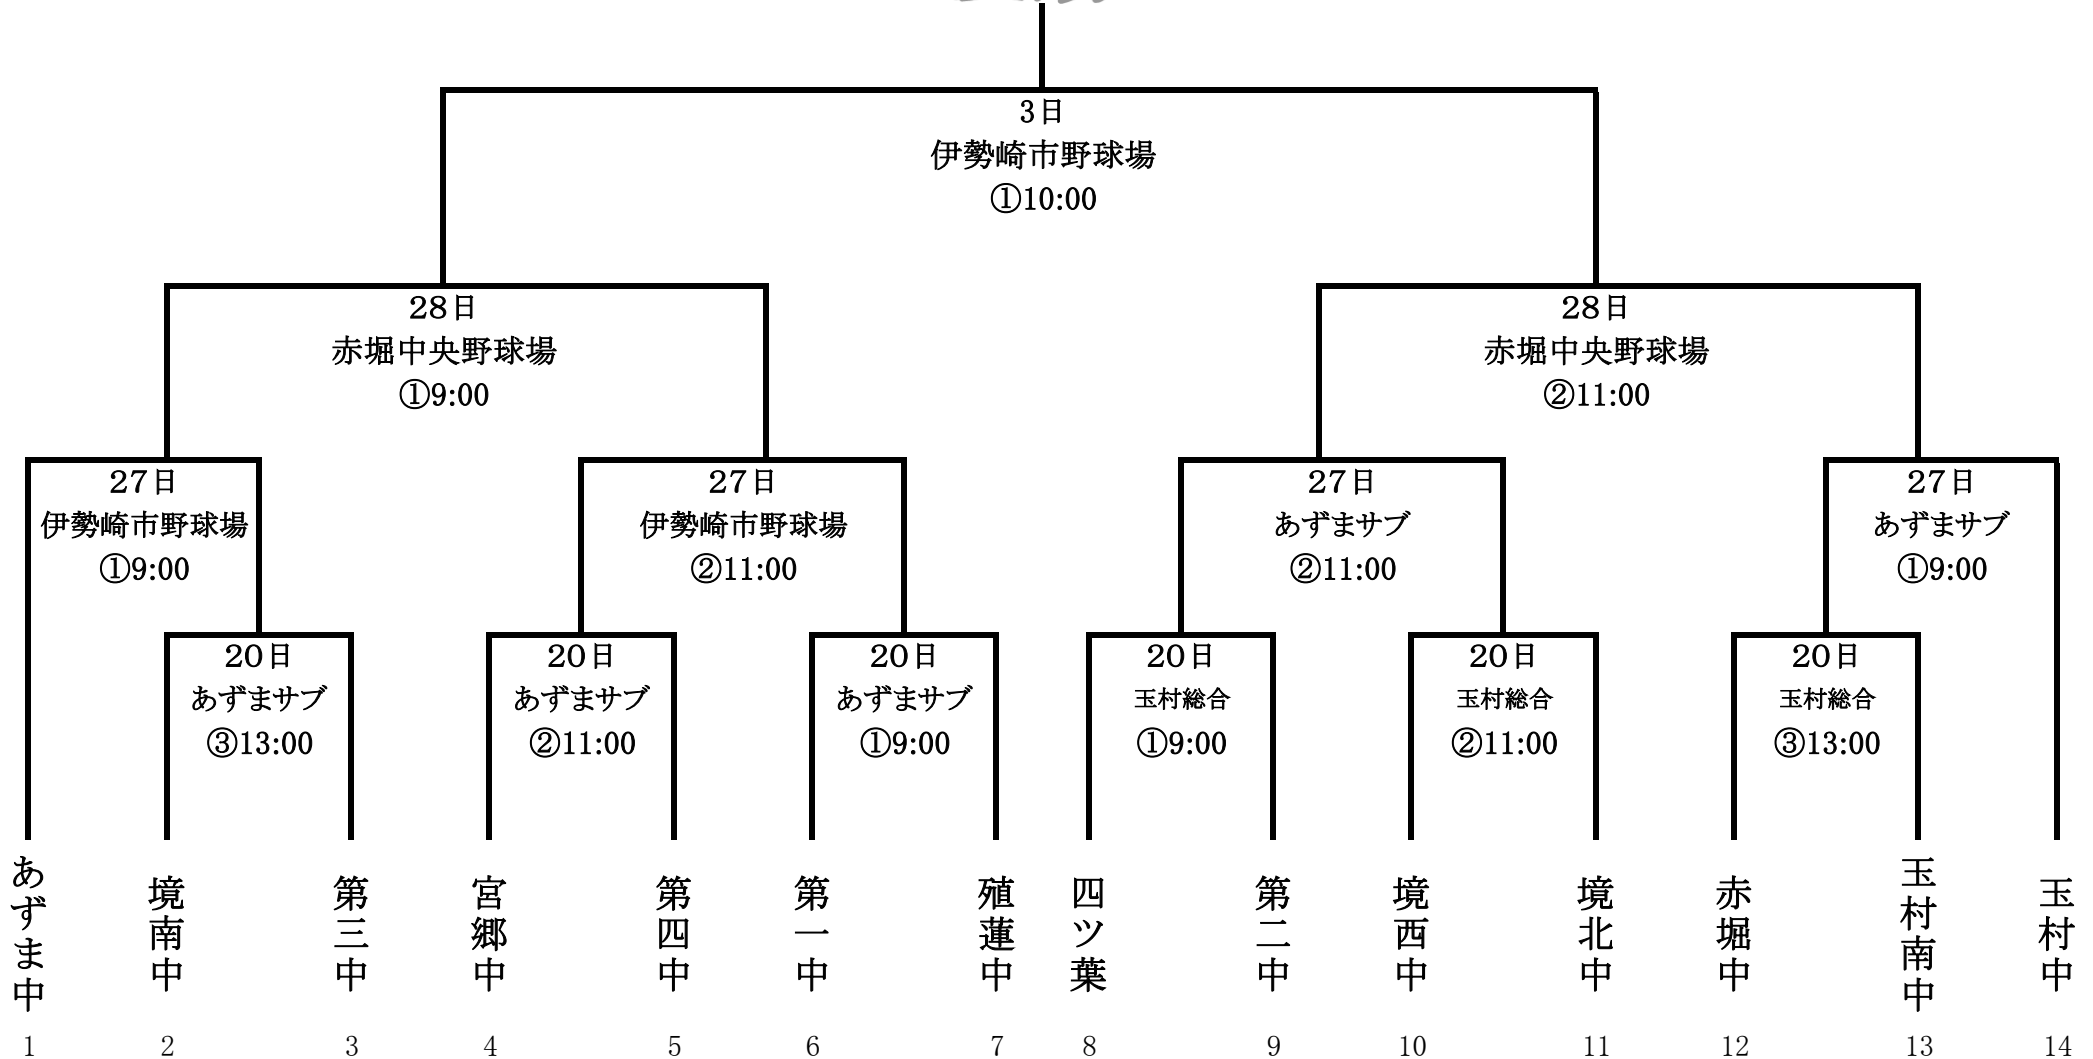 3日
伊勢崎市野球場
①10:00
28日
赤堀中央野球場
①9:00
28日
赤堀中央野球場
②11:00
27日
伊勢崎市野球場
①9:00
27日
伊勢崎市野球場
②11:00
27日
あずまサブ
②11:00
27日
あずまサブ
①9:00
20日
あずまサブ
③13:00
20日
あずまサブ
②11:00
20日
あずまサブ
①9:00
20日
玉村総合
①9:00
20日
玉村総合
②11:00
20日
玉村総合
③13:00
あずま中
境南中
第三中
宮郷中
第四中
第一中
殖蓮中
四ツ葉
第二中
境西中
境北中
赤堀中
玉村南中
玉村中
1 2 3 4 5 6 7 8 9 10 11 12 13 14